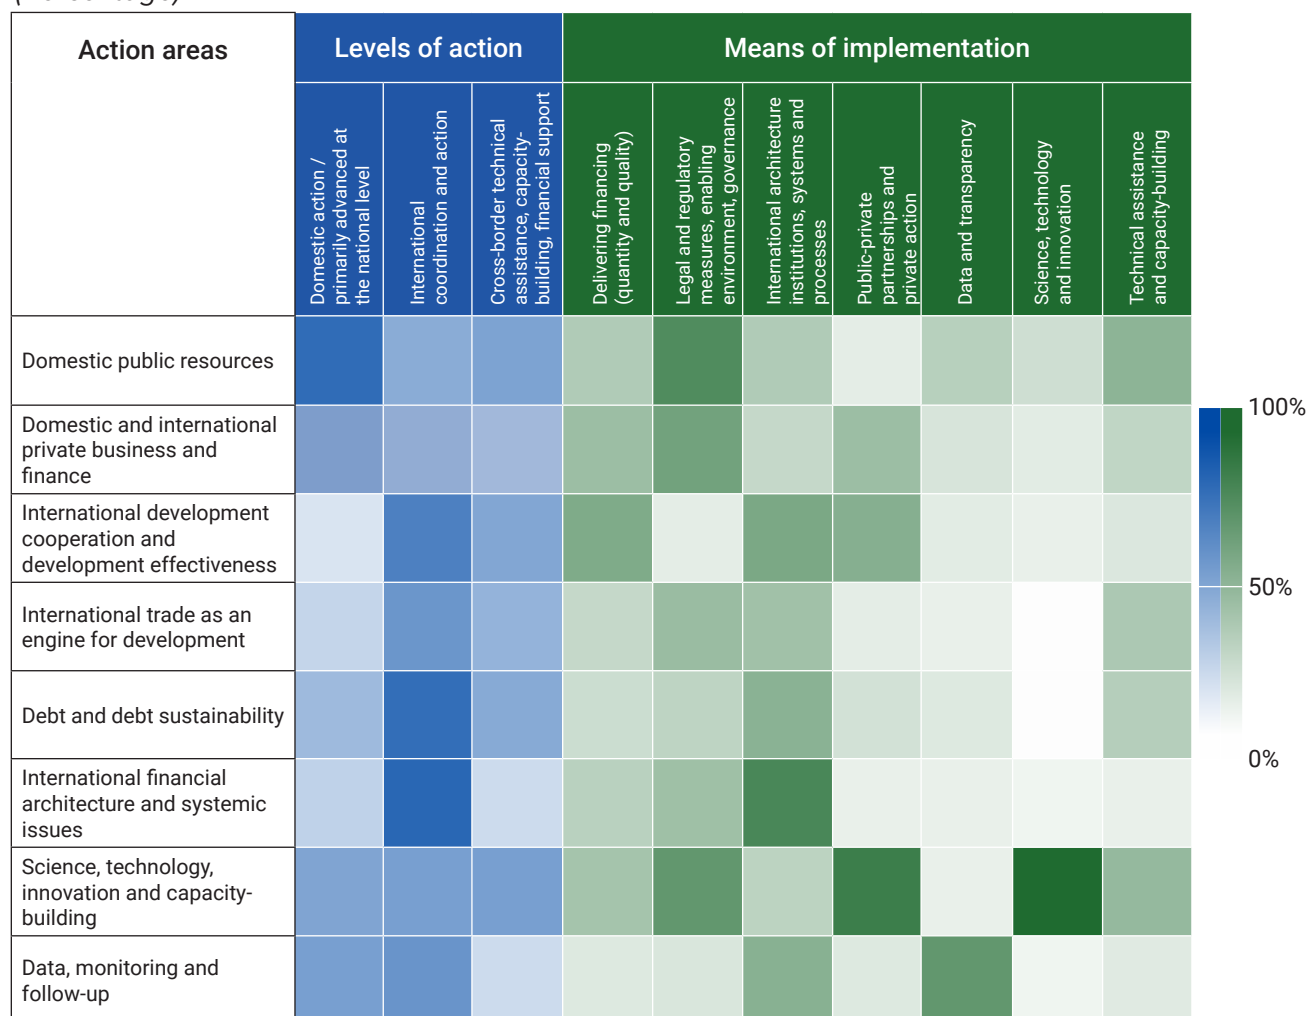 Action areas
Levels of action
Means of implementation
Domestic action /
primarily advanced at
the national level
International
coordination and action
Cross-border technical
assistance, capacity-
building, financial support
Delivering financing
(quantity and quality)
Legal and regulatory
measures, enabling
environment, governance
International architecture
institutions, systems and
processes
Public-private
partnerships and
private action
Data and transparency
Science, technology
and innovation
Technical assistance
and capacity-building
Domestic public resources
Domestic and international
private business and
finance
International development
cooperation and
development effectiveness
International trade as an
engine for development
Debt and debt sustainability
International financial
architecture and systemic
issues
Science, technology,
innovation and capacity-
building
Data, monitoring and
follow-up
100%
50%
0%